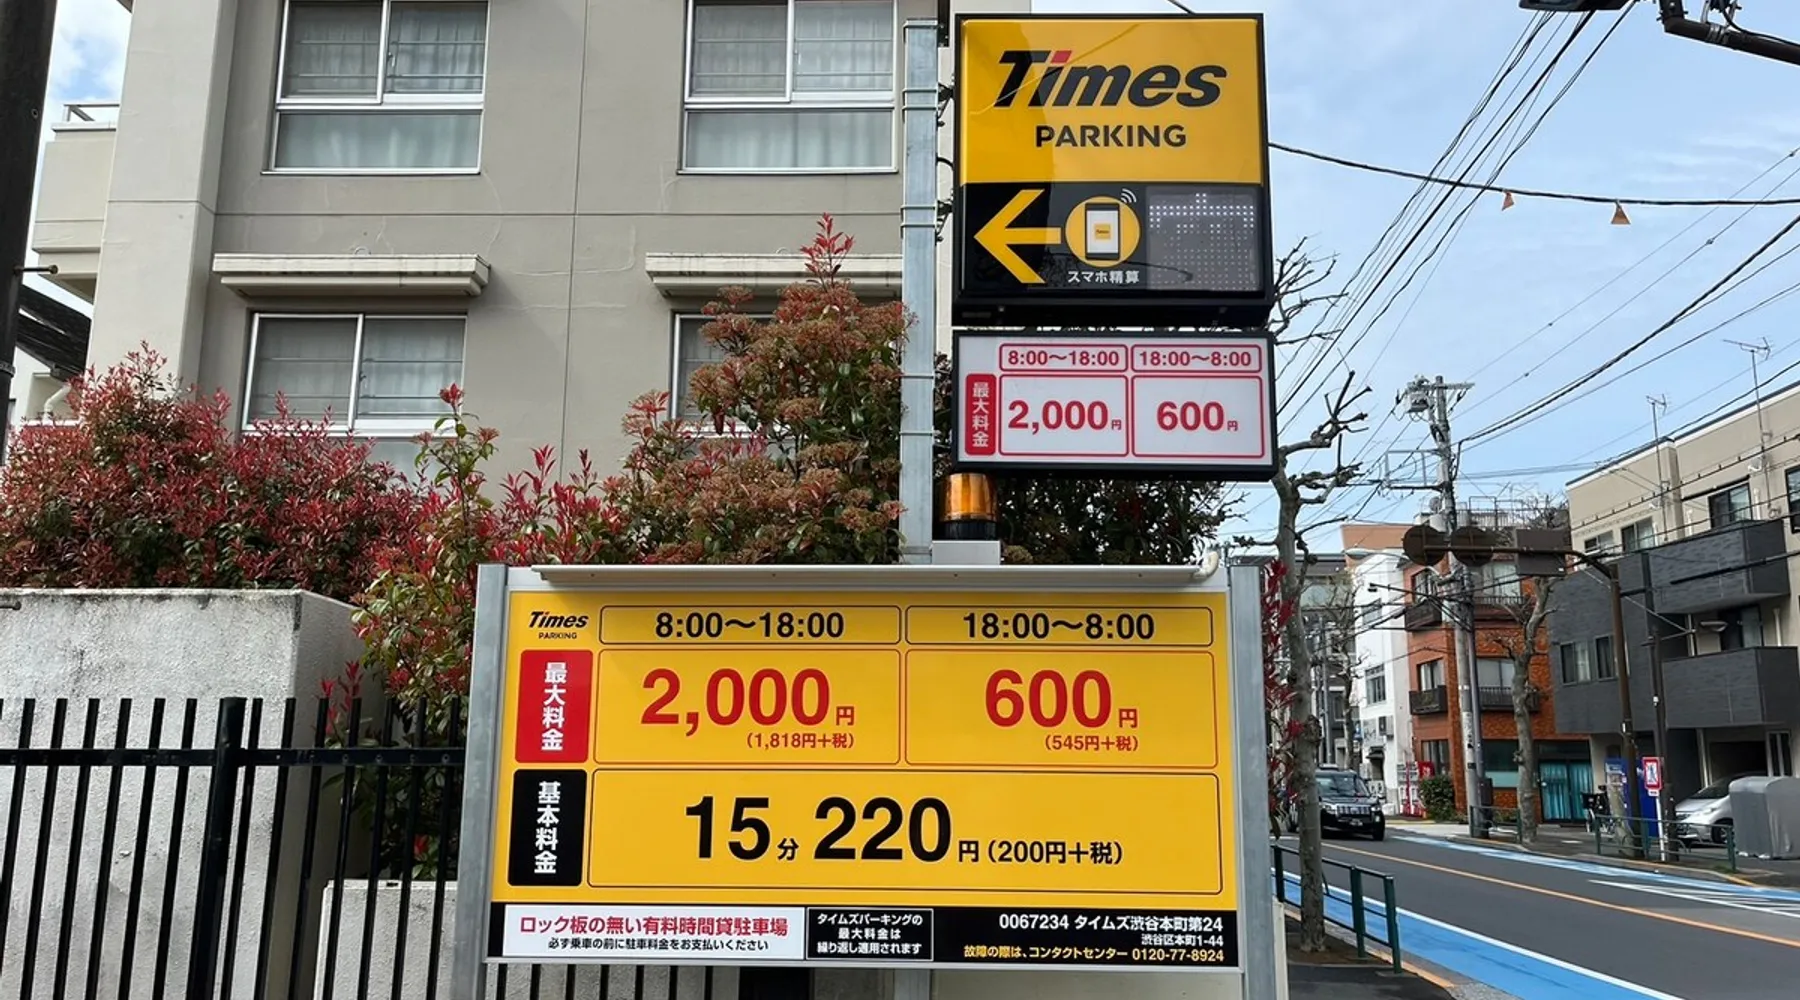 Times
PARKING
スマホ精算
8:00～18:00 18:00～8:00
最大料金 2,000円 600円
Times
PARKING
8:00～18:00 18:00～8:00
最大料金 2,000円 600円
(1,818円+税) (545円+税)
基本料金 15分 220円 (200円+税)
ロック板の無い有料時間貸駐車場
必ず乗車の前に駐車料金をお支払いください
タイムズパーキングの
最大料金は
繰り返し適用されます
0067234 タイムズ渋谷本町第24
渋谷区本町1-44
故障の際は、コンタクトセンター 0120-77-8924